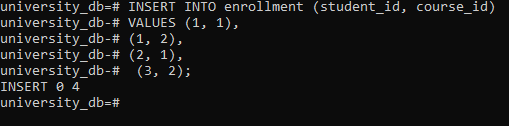 university_db=# INSERT INTO enrollment (student_id, course_id)
university_db-# VALUES (1, 1),
university_db-# (1, 2),
university_db-# (2, 1),
university_db-#  (3, 2);
INSERT 0 4
university_db=#